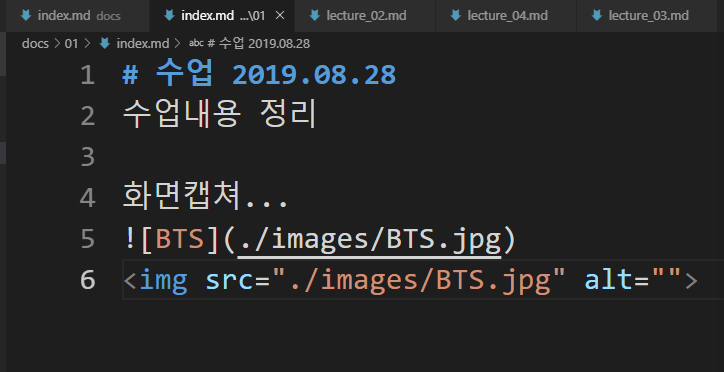 index.md docs index.md ...\01 × lecture_02.md lecture_04.md lecture_03.md
docs > 01 > index.md > abc # 수업 2019.08.28
1 # 수업 2019.08.28
2 수업내용 정리
3
4 화면캡쳐...
5 ![BTS](./images/BTS.jpg)
6 <img src="./images/BTS.jpg" alt="">